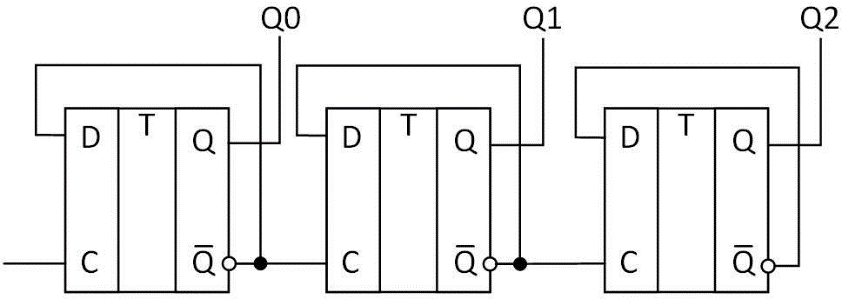 Q0 Q1 Q2
D T Q D T Q D T Q
C Q̅ C Q̅ C Q̅